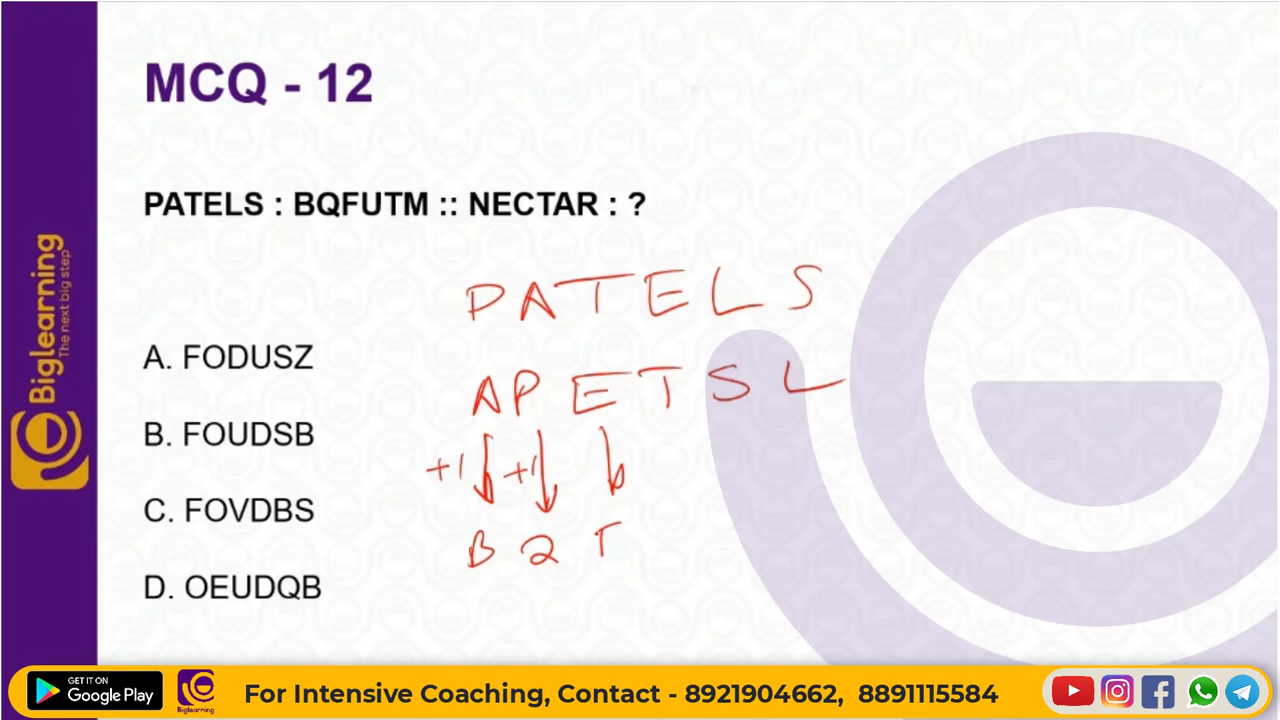 MCQ - 12
PATELS : BQFUTM :: NECTAR : ?
PATELS
A. FODUSZ
APETSL
B. FOUDSB
+1 +1
C. FOVDBS
B Q F
D. OEUDQB
Biglearning
The next big step
GET IT ON
Google Play
Biglearning
For Intensive Coaching, Contact - 8921904662, 8891115584